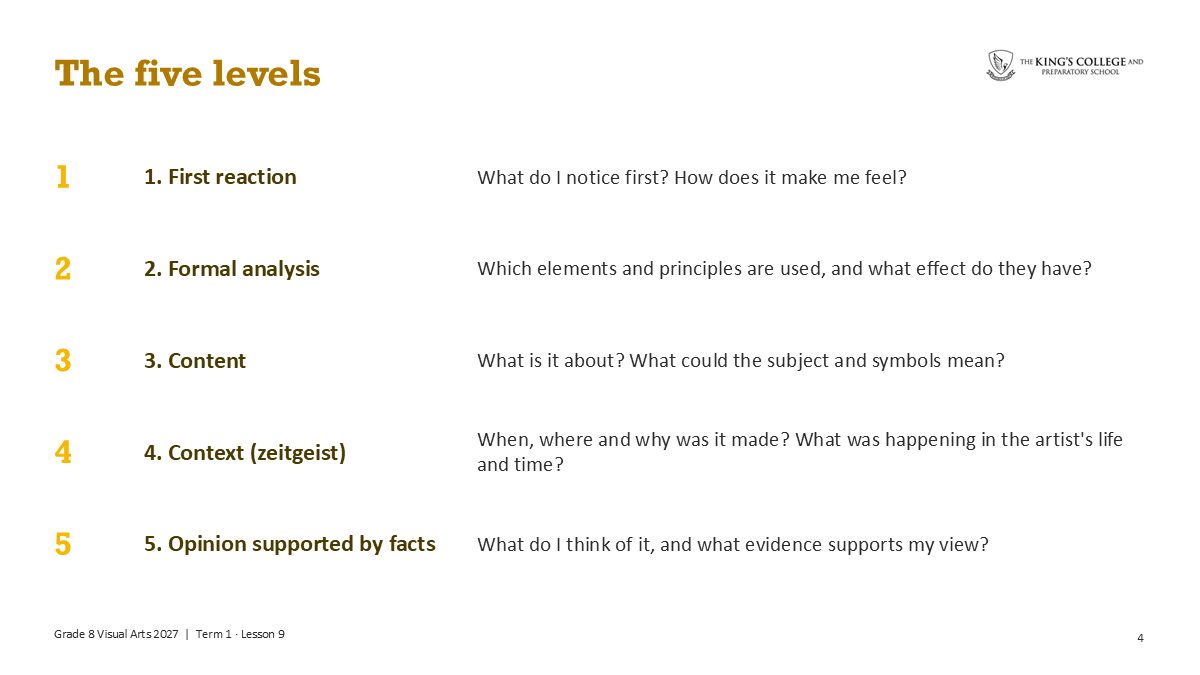 The five levels
THE KING'S COLLEGE AND
PREPARATORY SCHOOL
1
1. First reaction
What do I notice first? How does it make me feel?
2
2. Formal analysis
Which elements and principles are used, and what effect do they have?
3
3. Content
What is it about? What could the subject and symbols mean?
4
4. Context (zeitgeist)
When, where and why was it made? What was happening in the artist's life
and time?
5
5. Opinion supported by facts
What do I think of it, and what evidence supports my view?
Grade 8 Visual Arts 2027 | Term 1 · Lesson 9
4